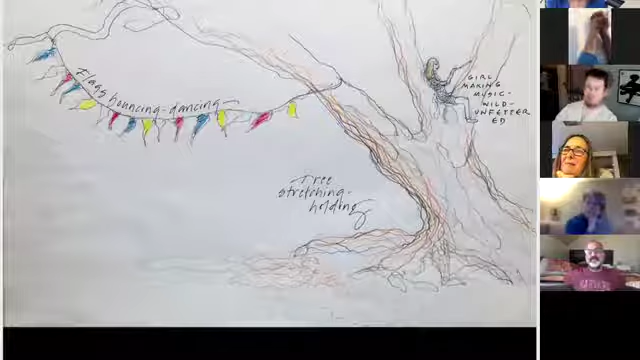 Flags bouncing-dancing
GIRL
MAKING
MUSIC-
WILD-
UNFETTER
ED
Tree
stretching-
holding